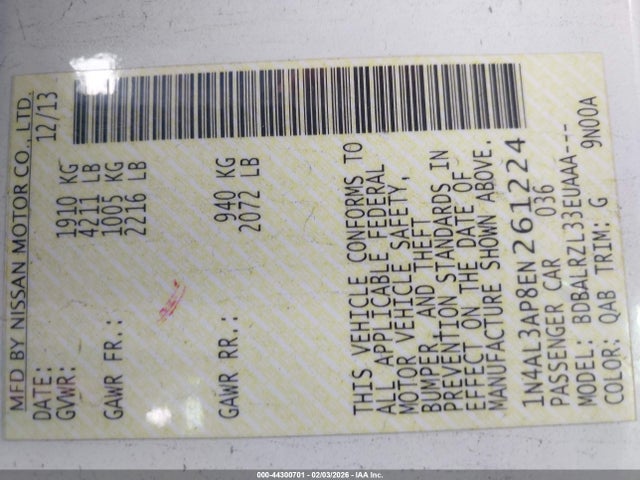 MFD BY NISSAN MOTOR CO., LTD.
DATE: 12/13
GVWR: 1910 KG
4211 LB
GAWR FR.: 1005 KG
2216 LB
GAWR RR.: 940 KG
2072 LB
THIS VEHICLE CONFORMS TO
ALL APPLICABLE FEDERAL
MOTOR VEHICLE SAFETY,
BUMPER AND THEFT
PREVENTION STANDARDS IN
EFFECT ON THE DATE OF
MANUFACTURE SHOWN ABOVE.
1N4AL3AP8EN261224
PASSENGER CAR 036
MODEL: BDBALRZL33EUAAA---
COLOR: QAB TRIM: G 9N00A
000-44300701 - 02/03/2026 - IAA Inc.